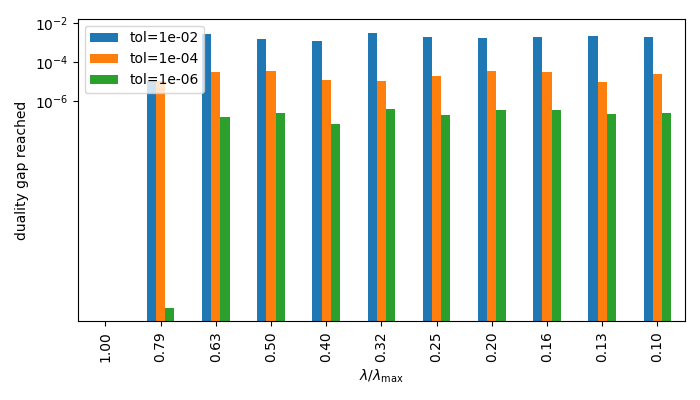 10⁻²
10⁻⁴
10⁻⁶
duality gap reached
tol=1e-02
tol=1e-04
tol=1e-06
1.00 0.79 0.63 0.50 0.40 0.32 0.25 0.20 0.16 0.13 0.10
λ/λmax